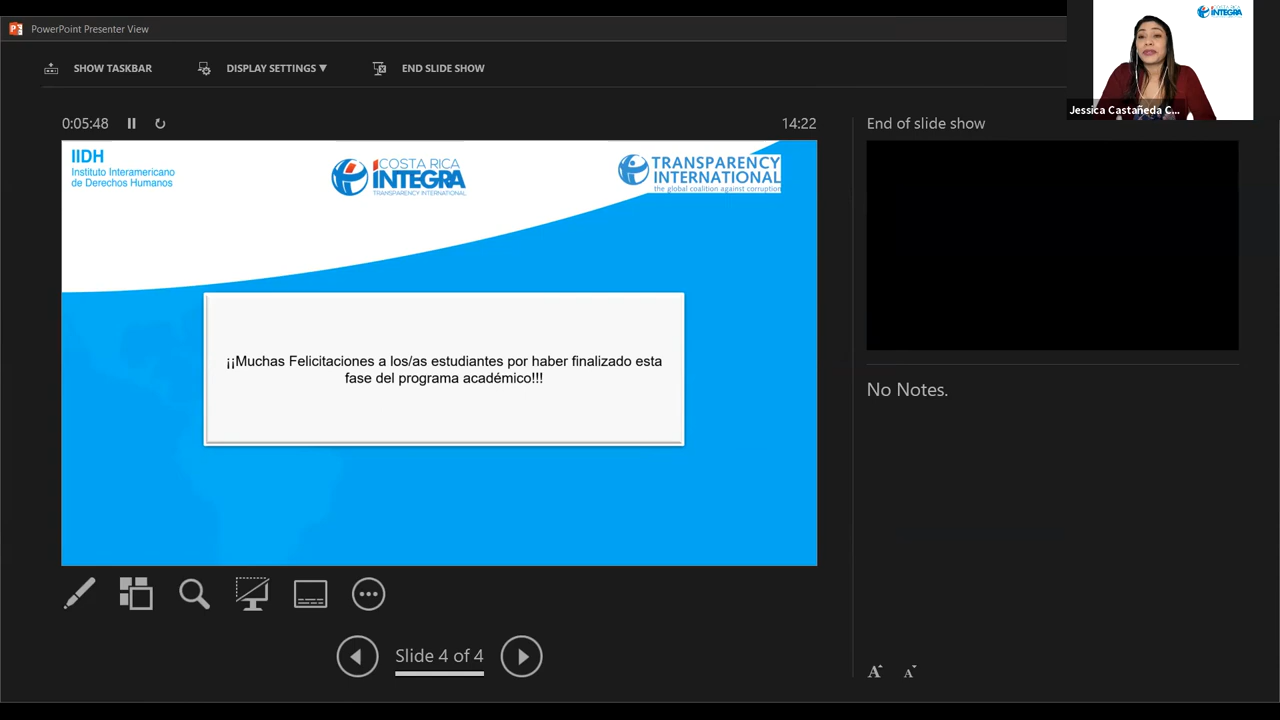 PowerPoint Presenter View
COSTA RICA
INTEGRA
SHOW TASKBAR
DISPLAY SETTINGS ▼
END SLIDE SHOW
Jessica Castañeda C...
0:05:48
14:22
End of slide show
IIDH
Instituto Interamericano
de Derechos Humanos
COSTA RICA
INTEGRA
TRANSPARENCY INTERNATIONAL
TRANSPARENCY
INTERNATIONAL
the global coalition against corruption
¡¡Muchas Felicitaciones a los/as estudiantes por haber finalizado esta
fase del programa académico!!!
No Notes.
Slide 4 of 4
A A